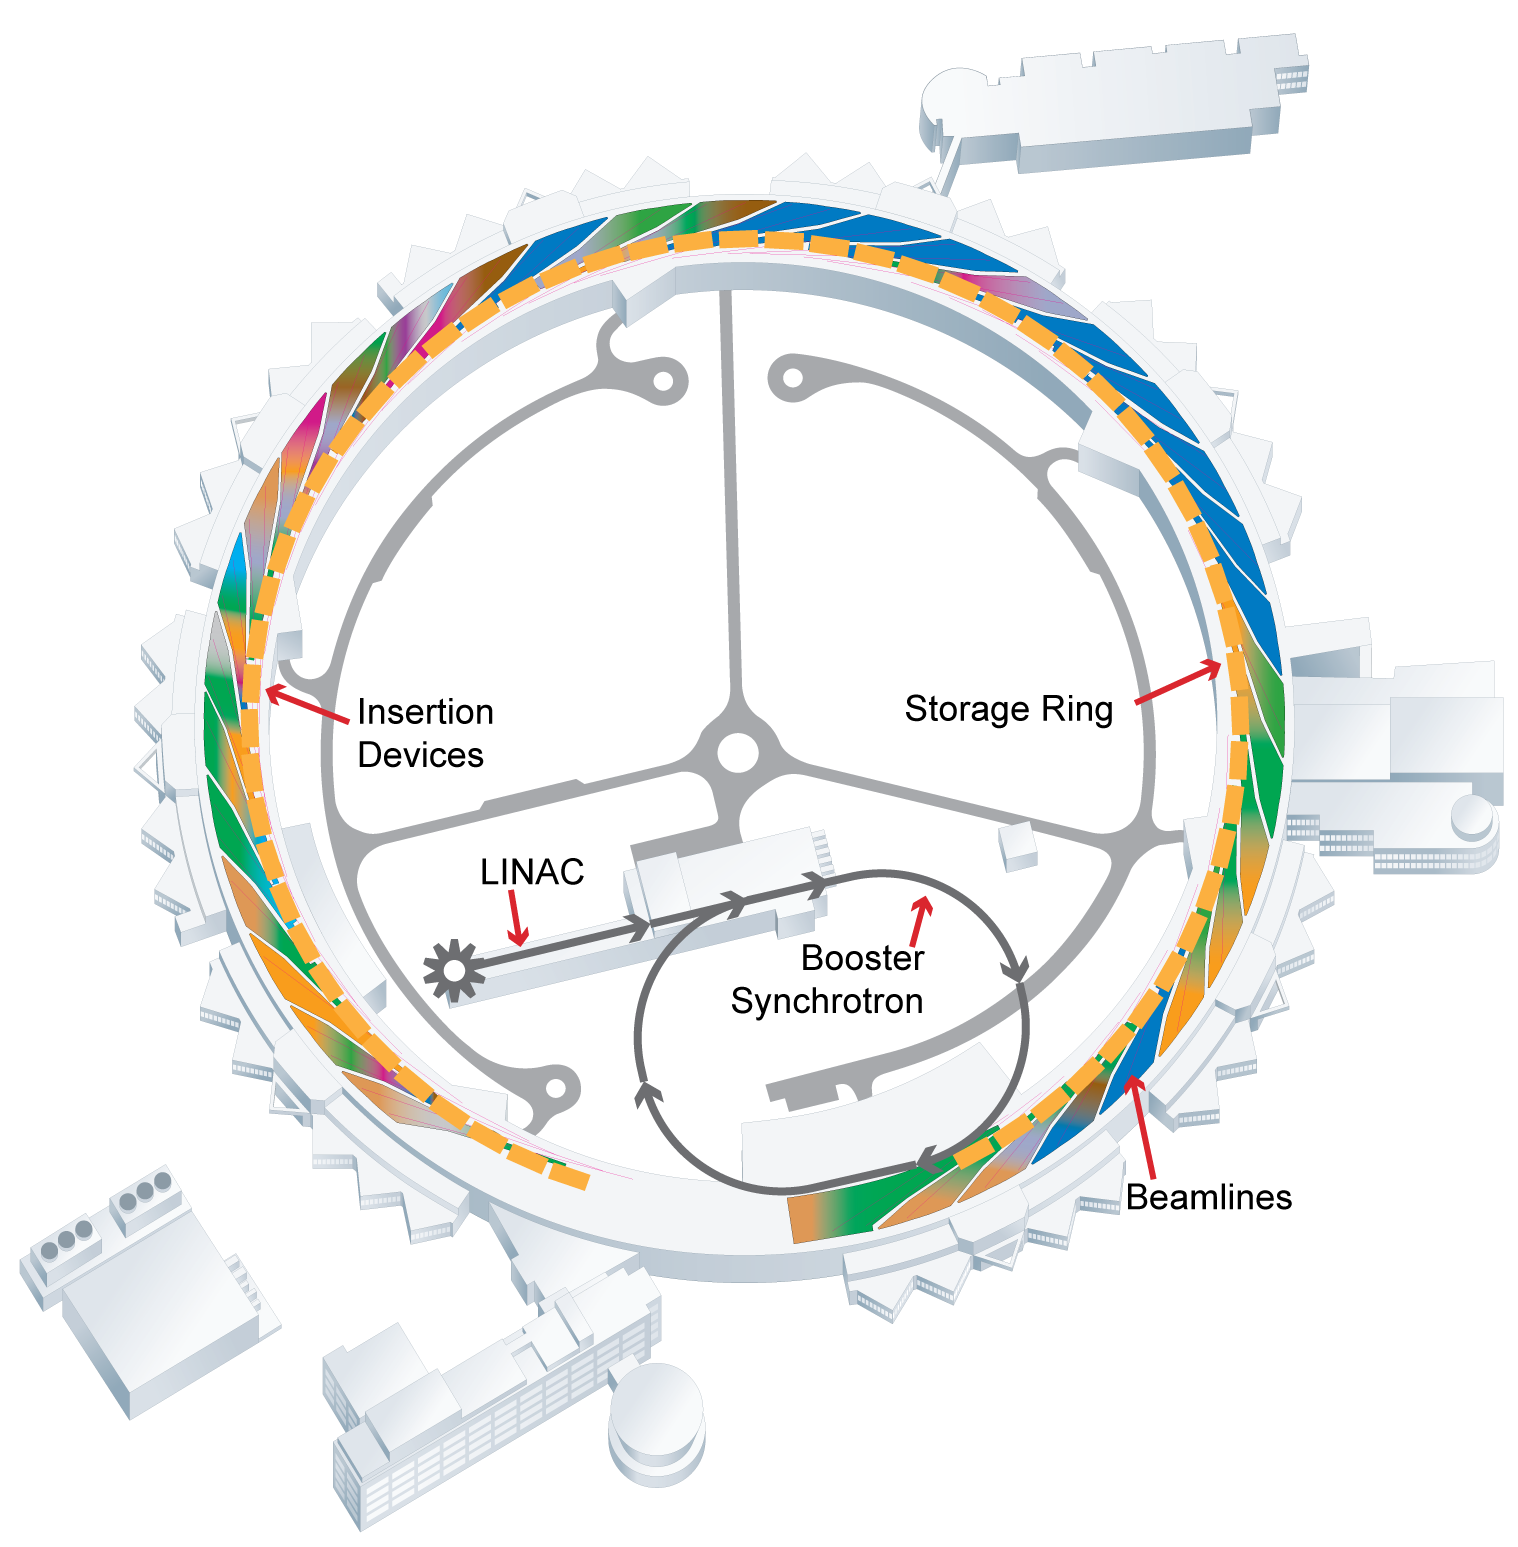 Insertion
Devices
Storage Ring
LINAC
Booster
Synchrotron
Beamlines